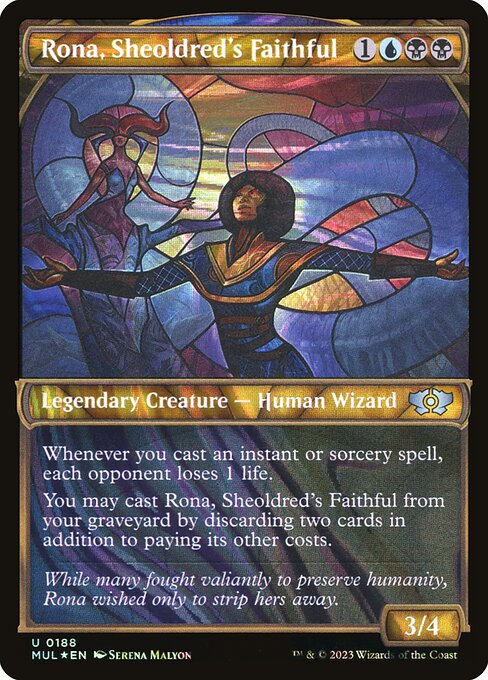 Rona, Sheoldred's Faithful 1
Legendary Creature — Human Wizard
Whenever you cast an instant or sorcery spell,
each opponent loses 1 life.
You may cast Rona, Sheoldred's Faithful from
your graveyard by discarding two cards in
addition to paying its other costs.
While many fought valiantly to preserve humanity,
Rona wished only to strip hers away.
3/4
U 0188
MUL★EN Serena Malyon
™ & © 2023 Wizards of the Coast